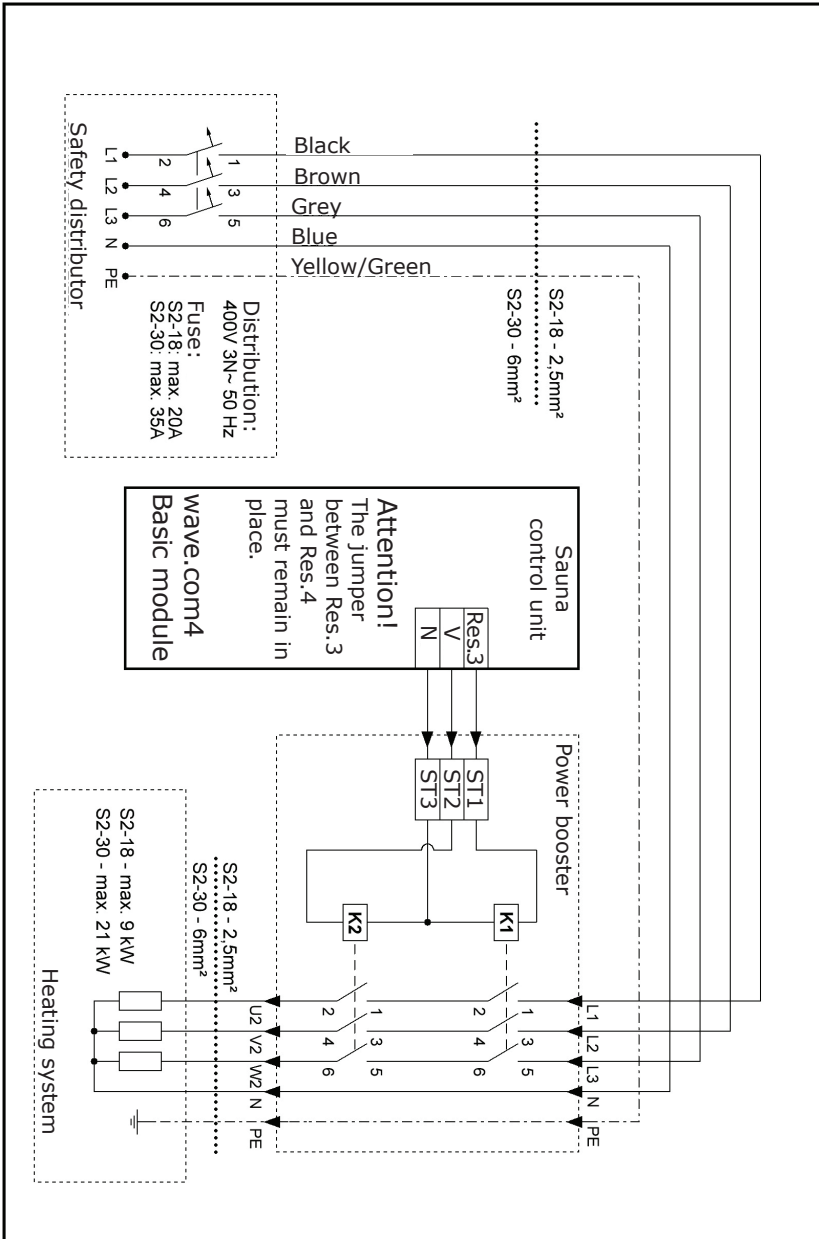 Safety distributor
L1
L2
L3
N
PE
2
4
6
1
3
5
Black
Brown
Grey
Blue
Yellow/Green
Distribution:
400V 3N~ 50 Hz
Fuse:
S2-18: max. 20A
S2-30: max. 35A
S2-18 - 2,5mm²
S2-30 - 6mm²
Sauna
control unit
Res.3
V
N
Attention!
The jumper
between Res.3
and Res.4
must remain in
place.
wave.com4
Basic module
Power booster
ST1
ST2
ST3
K1
K2
L1
L2
L3
N
PE
1
3
5
2
4
6
1
3
5
2
4
6
U2
V2
W2
N
PE
S2-18 - 2,5mm²
S2-30 - 6mm²
S2-18 - max. 9 kW
S2-30 - max. 21 kW
Heating system